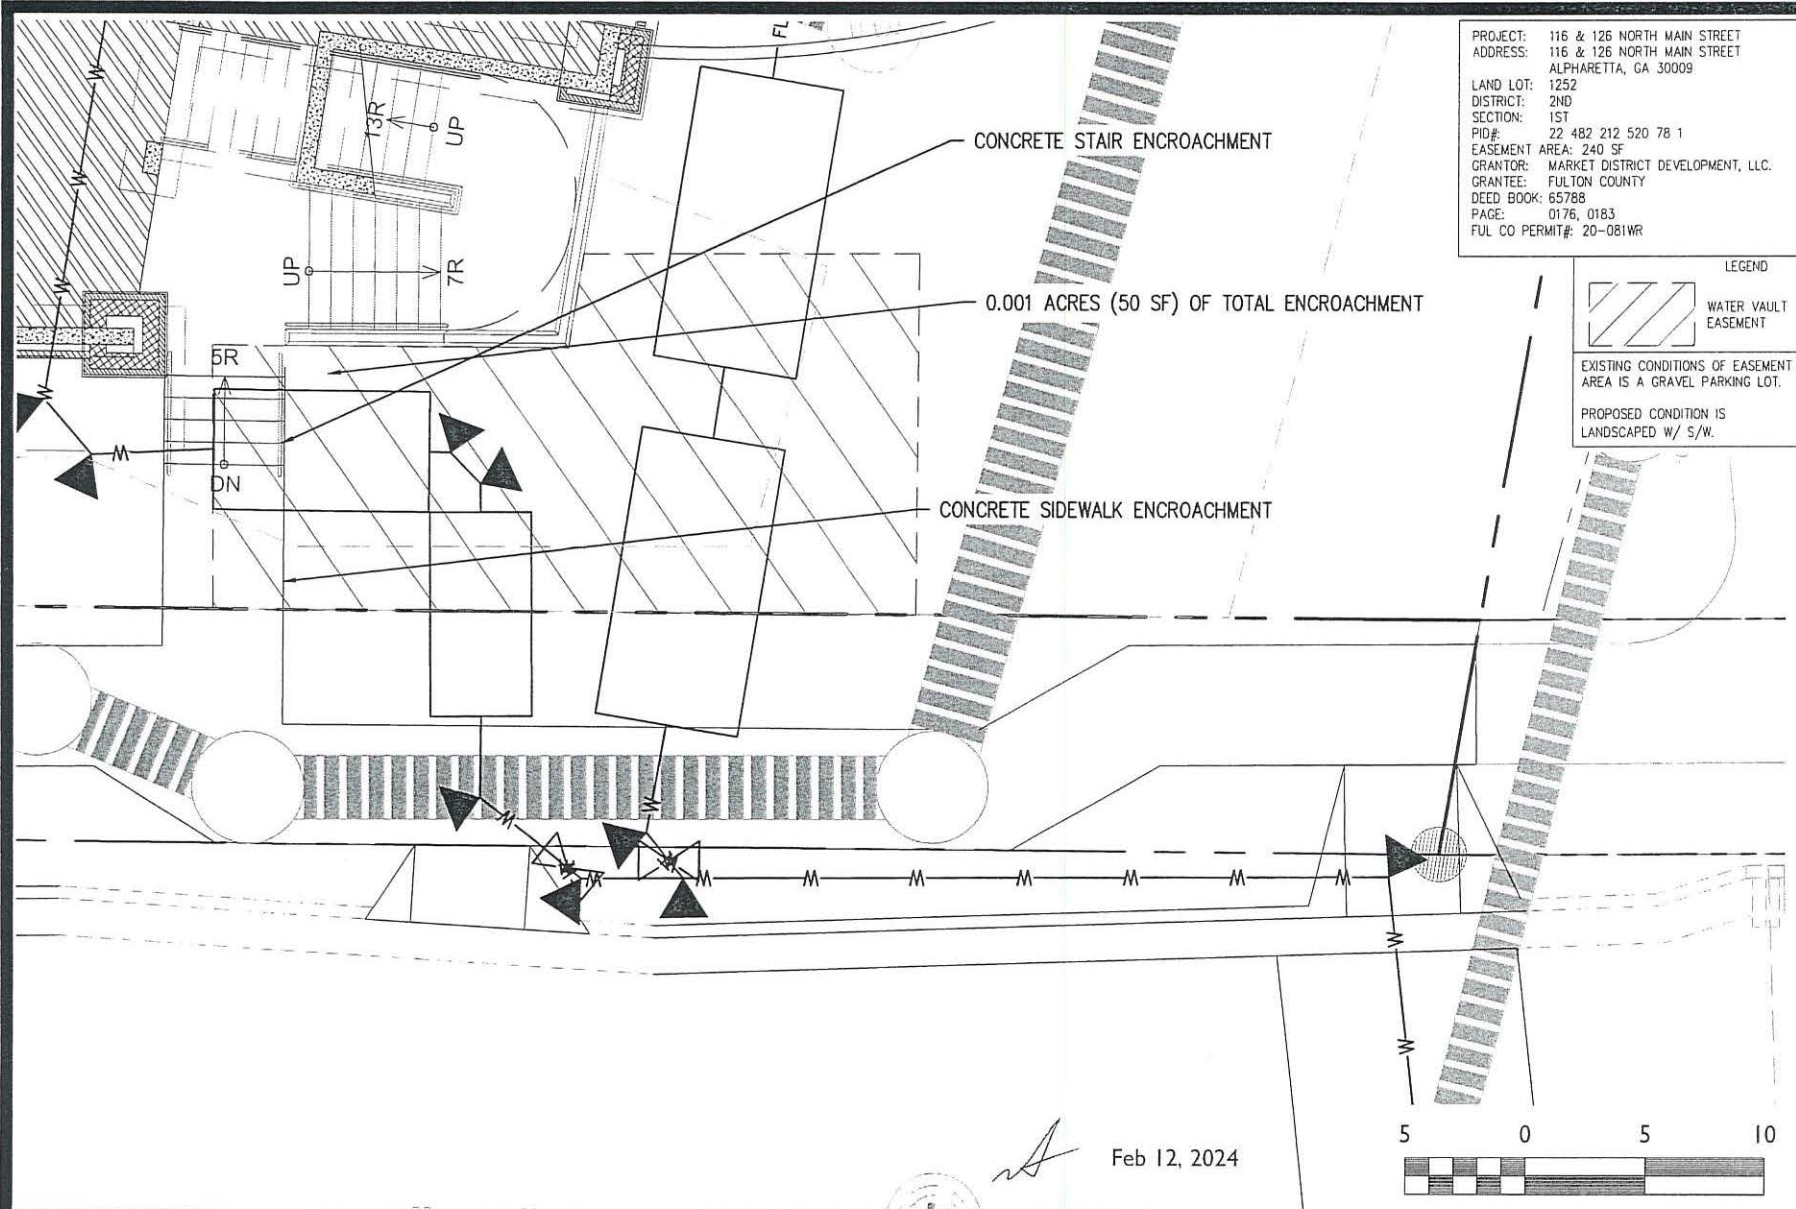 PROJECT: 116 & 126 NORTH MAIN STREET
ADDRESS: 116 & 126 NORTH MAIN STREET
ALPHARETTA, GA 30009
LAND LOT: 1252
DISTRICT: 2ND
SECTION: 1ST
PID#: 22 482 212 520 78 1
EASEMENT AREA: 240 SF
GRANTOR: MARKET DISTRICT DEVELOPMENT, LLC.
GRANTEE: FULTON COUNTY
DEED BOOK: 65788
PAGE: 0176, 0183
FUL CO PERMIT#: 20-081WR
LEGEND
WATER VAULT
EASEMENT
EXISTING CONDITIONS OF EASEMENT
AREA IS A GRAVEL PARKING LOT.
PROPOSED CONDITION IS
LANDSCAPED W/ S/W.
FL
W
W
W
W
W
13R
UP
UP
7R
5R
DN
CONCRETE STAIR ENCROACHMENT
0.001 ACRES (50 SF) OF TOTAL ENCROACHMENT
CONCRETE SIDEWALK ENCROACHMENT
W
W
W
W
W
W
W
W
W
W
W
W
W
Feb 12, 2024
5 0 5 10